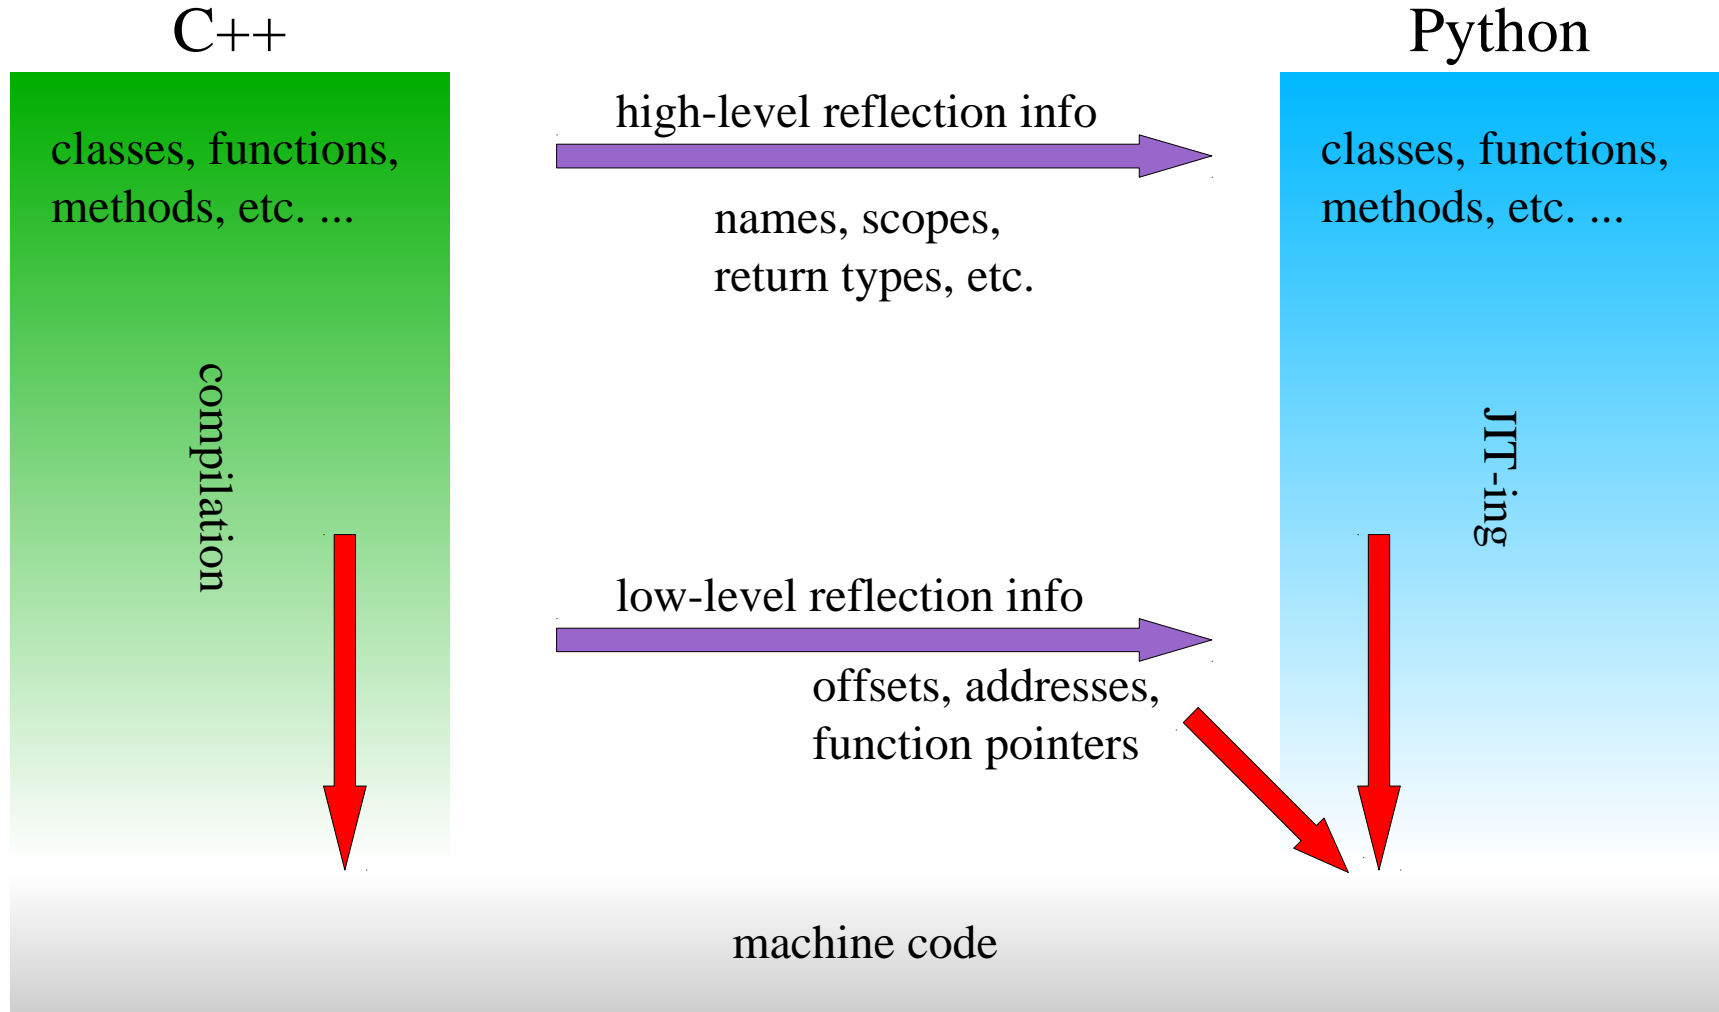 C++
Python
classes, functions,
methods, etc. ...
high-level reflection info
names, scopes,
return types, etc.
classes, functions,
methods, etc. ...
compilation
JIT-ing
low-level reflection info
offsets, addresses,
function pointers
machine code